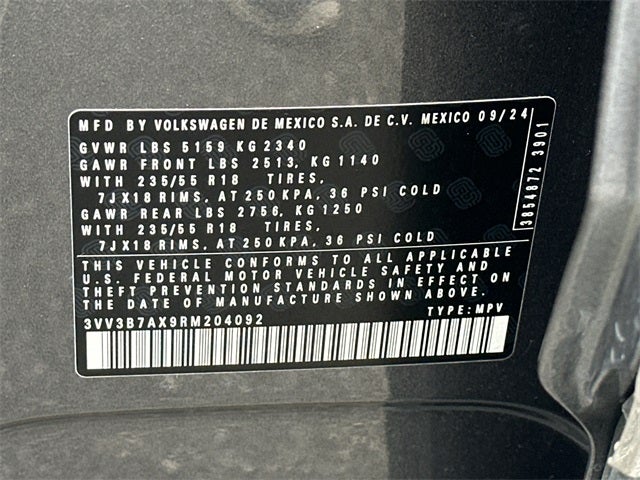 MFD BY VOLKSWAGEN DE MEXICO S.A. DE C.V. MEXICO 09/24
GVWR LBS 5159 KG 2340
GAWR FRONT LBS 2513, KG 1140
WITH 235/55 R18 TIRES,
7JX18 RIMS, AT 250 KPA, 36 PSI COLD
GAWR REAR LBS 2756, KG 1250
WITH 235/55 R18 TIRES,
7JX18 RIMS, AT 250 KPA, 36 PSI COLD
3854872 3901
THIS VEHICLE CONFORMS TO ALL APPLICABLE
U.S. FEDERAL MOTOR VEHICLE SAFETY AND
THEFT PREVENTION STANDARDS IN EFFECT ON
THE DATE OF MANUFACTURE SHOWN ABOVE.
3VV3B7AX9RM204092 TYPE: MPV